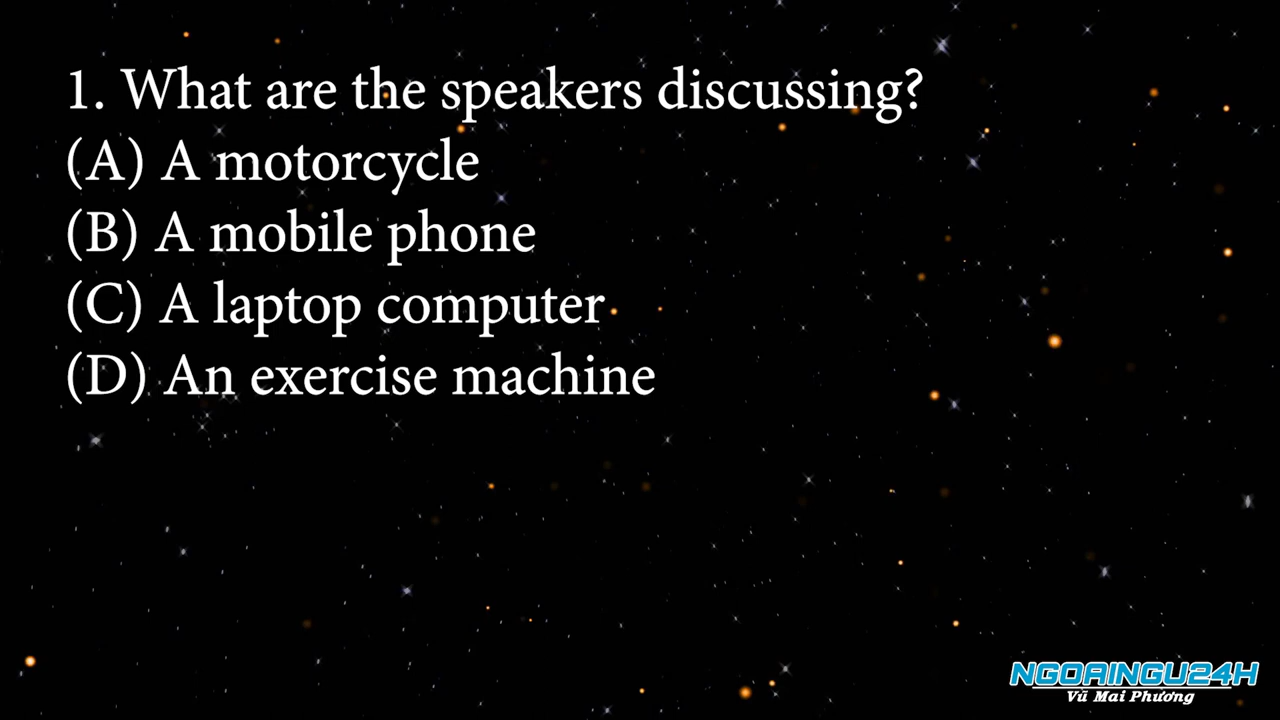 1. What are the speakers discussing?
(A) A motorcycle
(B) A mobile phone
(C) A laptop computer
(D) An exercise machine
NGOAINGU24H
Vũ Mai Phương